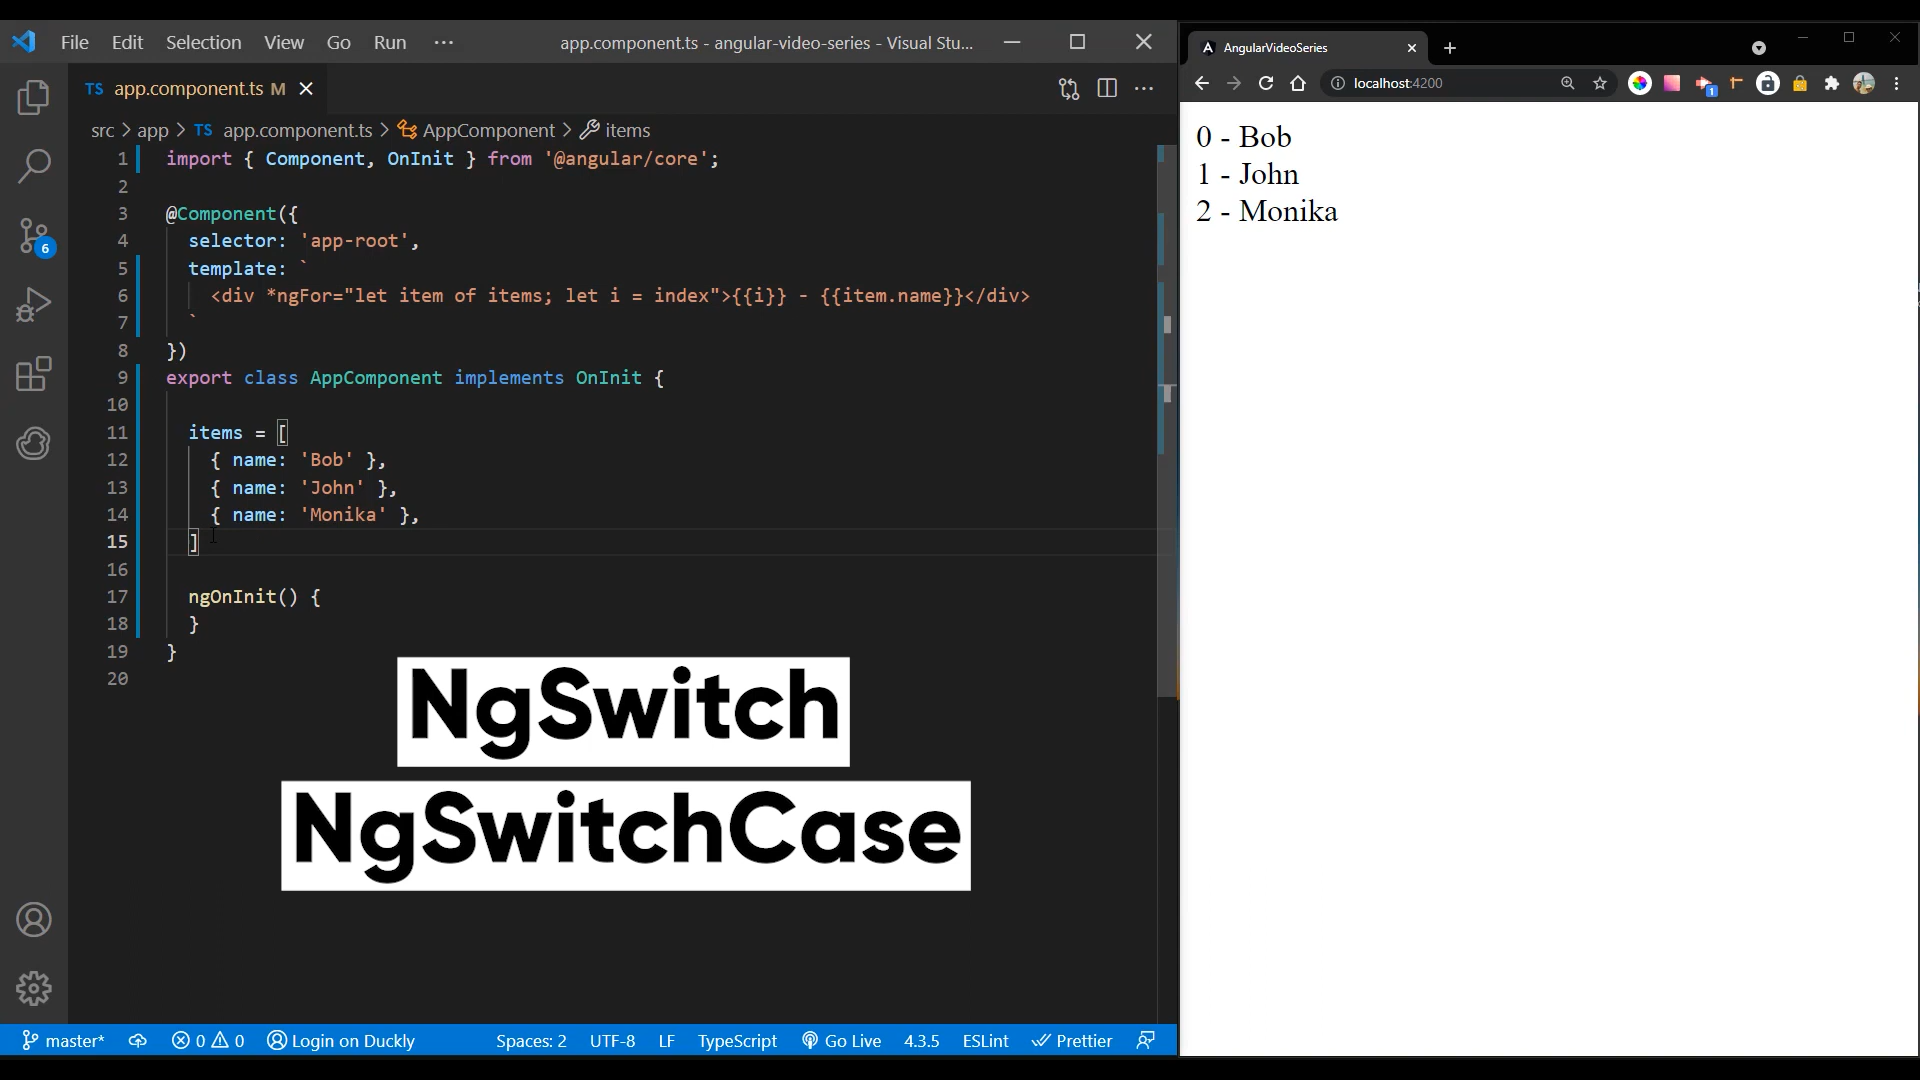 File Edit Selection View Go Run ··· app.component.ts - angular-video-series - Visual Stu...
TS app.component.ts M
src > app > TS app.component.ts > AppComponent > items
1 import { Component, OnInit } from '@angular/core';
2
3 @Component({
4 selector: 'app-root',
5 template: `
6 <div *ngFor="let item of items; let i = index">{{i}} - {{item.name}}</div>
7 `
8 })
9 export class AppComponent implements OnInit {
10
11 items = [
12 { name: 'Bob' },
13 { name: 'John' },
14 { name: 'Monika' },
15 ]
16
17 ngOnInit() {
18 }
19 }
20
NgSwitch
NgSwitchCase
6
master* 0 0 Login on Duckly Spaces: 2 UTF-8 LF TypeScript Go Live 4.3.5 ESLint Prettier
AngularVideoSeries
localhost:4200
1
0 - Bob
1 - John
2 - Monika